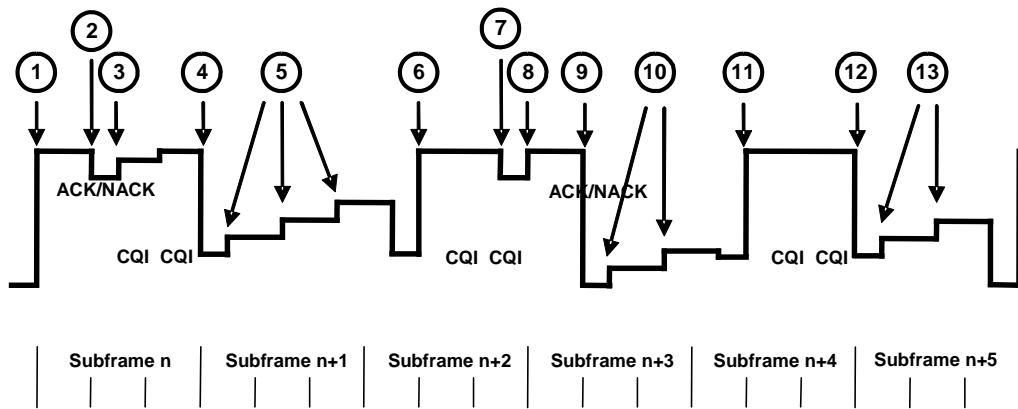 2
7
1
3
4
5
6
8
9
10
11
12
13
ACK/NACK
ACK/NACK
CQI CQI
CQI CQI
CQI CQI
Subframe n
Subframe n+1
Subframe n+2
Subframe n+3
Subframe n+4
Subframe n+5